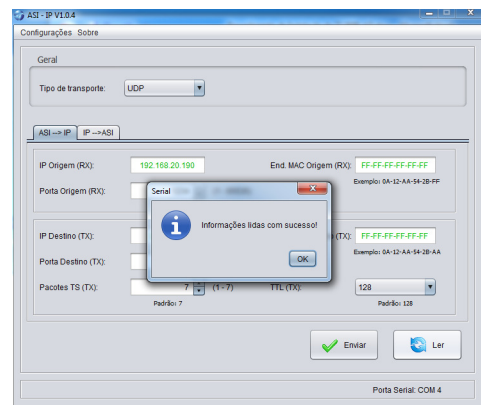 ASI - IP V1.0.4
Configurações Sobre
Geral
Tipo de transporte: UDP
ASI --> IP IP -->ASI
IP Origem (RX): 192.168.20.190 End. MAC Origem (RX): FF-FF-FF-FF-FF-FF
Exemplo: 0A-12-AA-54-2B-FF
Porta Origem (RX):
Serial
Informações lidas com sucesso!
OK
IP Destino (TX): (TX): FF-FF-FF-FF-FF-FF
Exemplo: 0A-12-AA-54-2B-AA
Porta Destino (TX):
Pacotes TS (TX): 7 (1 - 7) TTL (TX): 128
Padrão: 7 Padrão: 128
Enviar Ler
Porta Serial: COM 4